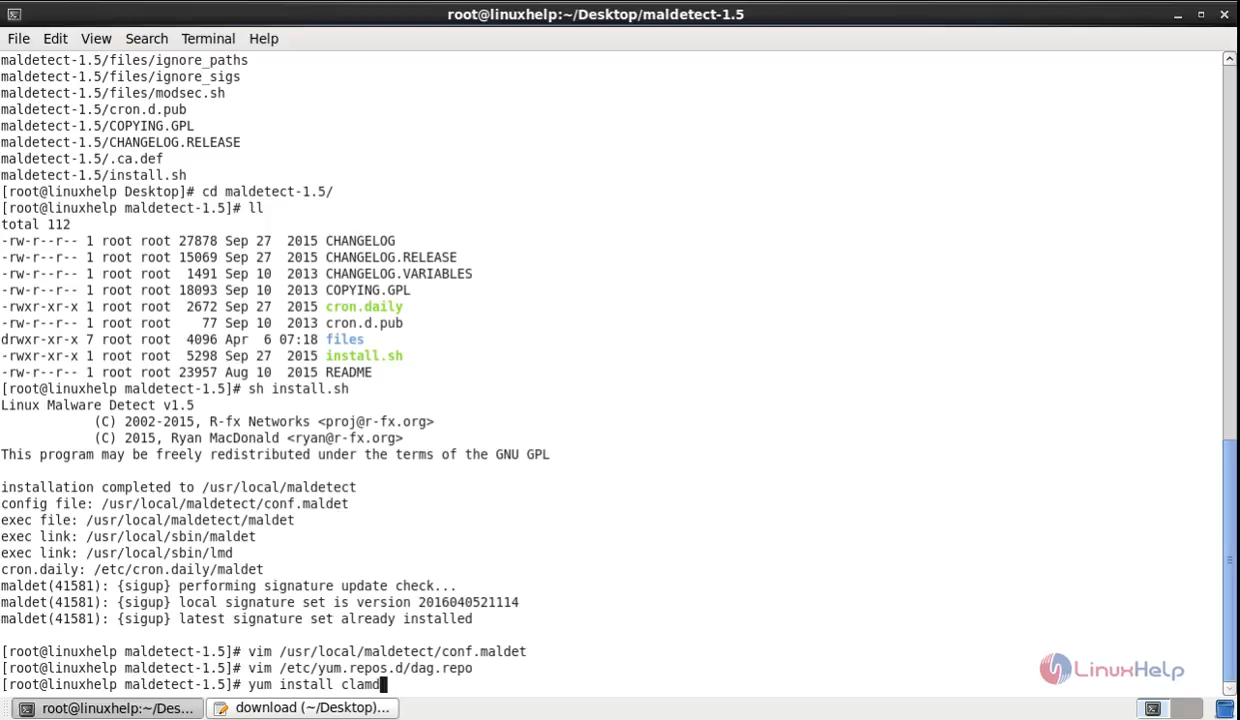 root@linuxhelp:~/Desktop/maldetect-1.5
File Edit View Search Terminal Help
maldetect-1.5/files/ignore_paths
maldetect-1.5/files/ignore_sigs
maldetect-1.5/files/modsec.sh
maldetect-1.5/cron.d.pub
maldetect-1.5/COPYING.GPL
maldetect-1.5/CHANGELOG.RELEASE
maldetect-1.5/.ca.def
maldetect-1.5/install.sh
[root@linuxhelp Desktop]# cd maldetect-1.5/
[root@linuxhelp maldetect-1.5]# ll
total 112
-rw-r--r-- 1 root root 27878 Sep 27  2015 CHANGELOG
-rw-r--r-- 1 root root 15069 Sep 27  2015 CHANGELOG.RELEASE
-rw-r--r-- 1 root root  1491 Sep 10  2013 CHANGELOG.VARIABLES
-rw-r--r-- 1 root root 18093 Sep 10  2013 COPYING.GPL
-rwxr-xr-x 1 root root  2672 Sep 27  2015 cron.daily
-rw-r--r-- 1 root root    77 Sep 10  2013 cron.d.pub
drwxr-xr-x 7 root root  4096 Apr  6 07:18 files
-rwxr-xr-x 1 root root  5298 Sep 27  2015 install.sh
-rw-r--r-- 1 root root 23957 Aug 10  2015 README
[root@linuxhelp maldetect-1.5]# sh install.sh
Linux Malware Detect v1.5
(C) 2002-2015, R-fx Networks <proj@r-fx.org>
(C) 2015, Ryan MacDonald <ryan@r-fx.org>
This program may be freely redistributed under the terms of the GNU GPL
installation completed to /usr/local/maldetect
config file: /usr/local/maldetect/conf.maldet
exec file: /usr/local/maldetect/maldet
exec link: /usr/local/sbin/maldet
exec link: /usr/local/sbin/lmd
cron.daily: /etc/cron.daily/maldet
maldet(41581): {sigup} performing signature update check...
maldet(41581): {sigup} local signature set is version 2016040521114
maldet(41581): {sigup} latest signature set already installed
[root@linuxhelp maldetect-1.5]# vim /usr/local/maldetect/conf.maldet
[root@linuxhelp maldetect-1.5]# vim /etc/yum.repos.d/dag.repo
[root@linuxhelp maldetect-1.5]# yum install clamd
LinuxHelp
root@linuxhelp:~/Des... download (~/Desktop)...